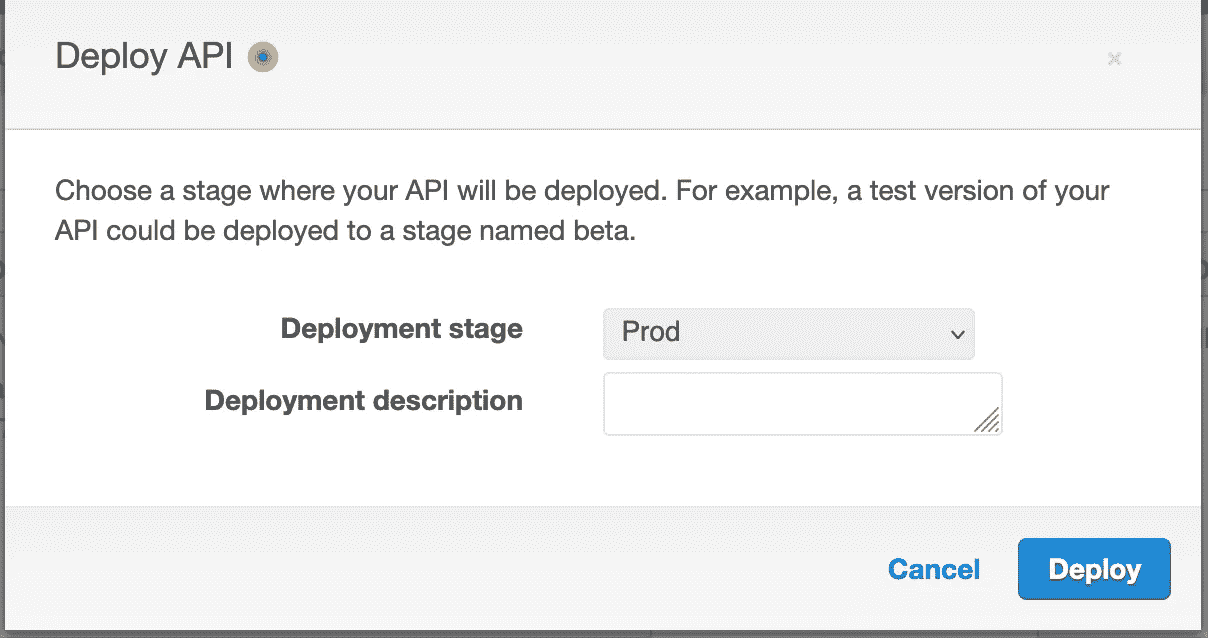 Deploy API
Choose a stage where your API will be deployed. For example, a test version of your
API could be deployed to a stage named beta.
Deployment stage Prod
Deployment description
Cancel Deploy